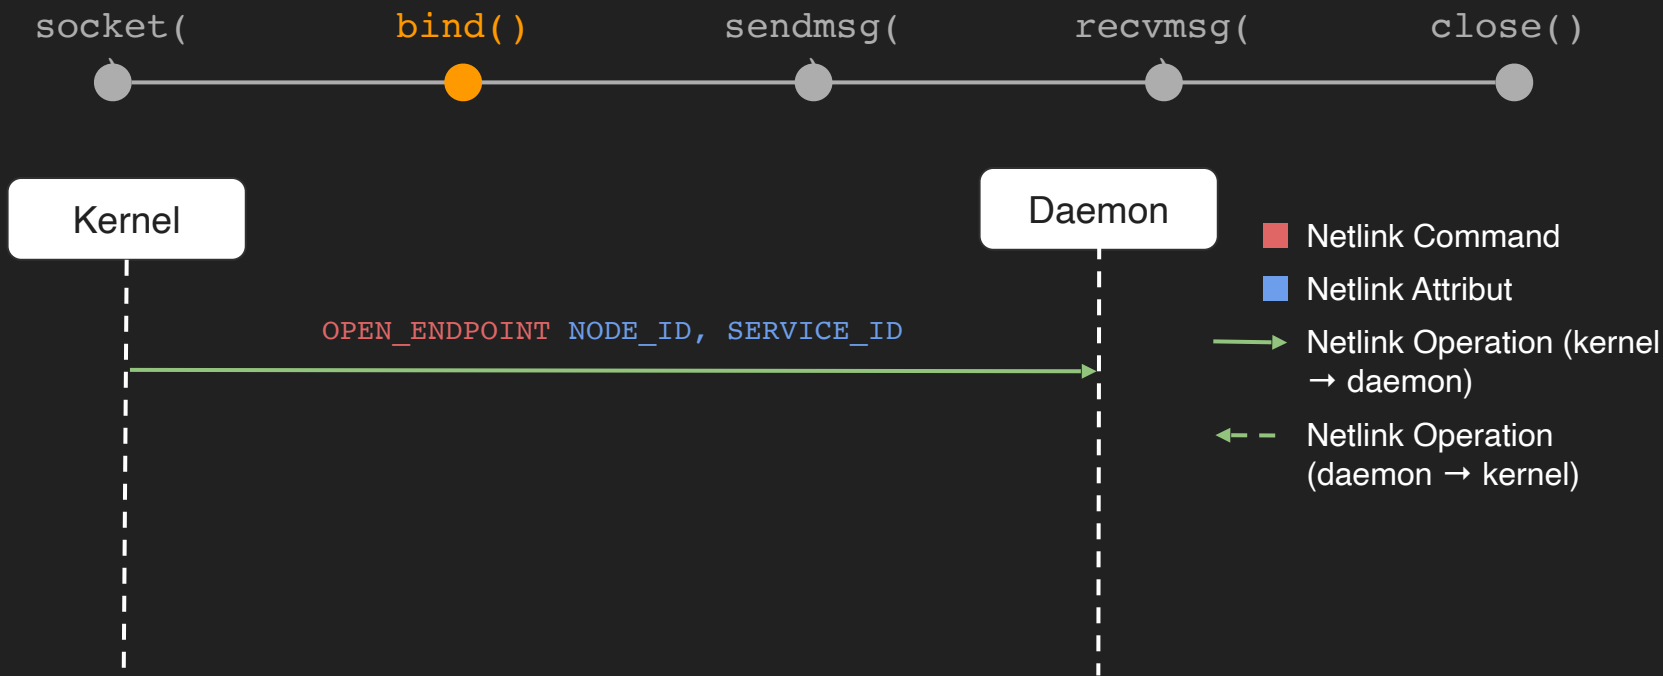 socket(
bind()
sendmsg(
recvmsg(
close()
Kernel
Daemon
OPEN_ENDPOINT NODE_ID, SERVICE_ID
Netlink Command
Netlink Attribut
Netlink Operation (kernel
→ daemon)
Netlink Operation
(daemon → kernel)